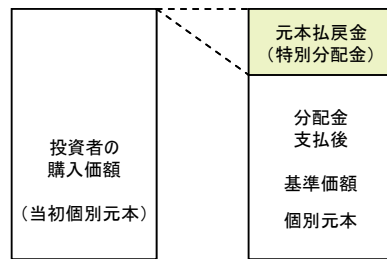 投資者の
購入価額
(当初個別元本)
元本払戻金
(特別分配金)
分配金
支払後
基準価額
個別元本